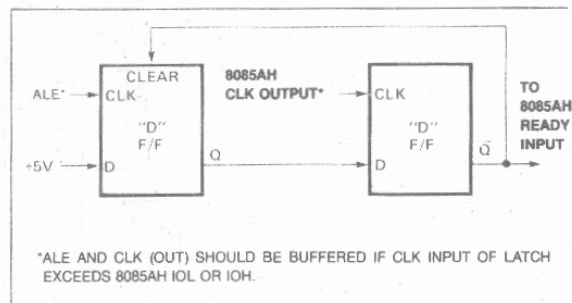 CLEAR
ALE*
CLK
"D"
F/F
+5V
D
Q
8085AH
CLK OUTPUT*
CLK
"D"
F/F
D
Q̄
TO
8085AH
READY
INPUT
*ALE AND CLK (OUT) SHOULD BE BUFFERED IF CLK INPUT OF LATCH
EXCEEDS 8085AH IOL OR IOH.